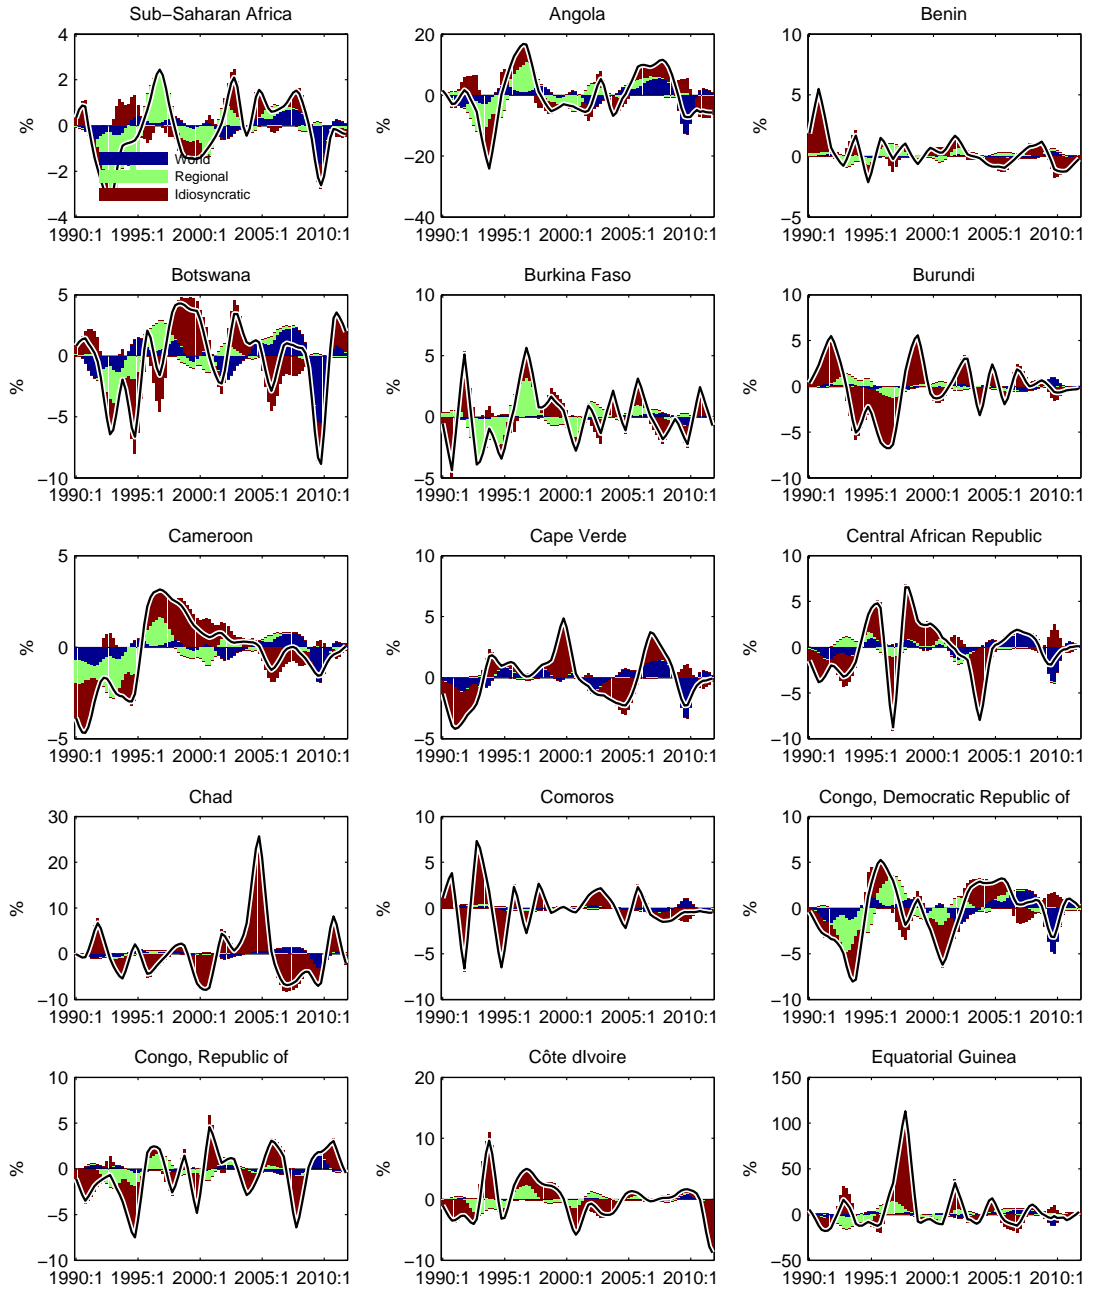 Sub−Saharan Africa
4
2
0
−2
4
%
1990:1 1995:1 2000:1 2005:1 2010:1
World
Regional
Idiosyncratic
Angola
20
0
−20
−40
%
1990:1 1995:1 2000:1 2005:1 2010:1
Benin
10
5
0
−5
%
1990:1 1995:1 2000:1 2005:1 2010:1
Botswana
5
0
−5
−10
%
1990:1 1995:1 2000:1 2005:1 2010:1
Burkina Faso
10
5
0
−5
%
1990:1 1995:1 2000:1 2005:1 2010:1
Burundi
10
5
0
−5
−10
%
1990:1 1995:1 2000:1 2005:1 2010:1
Cameroon
5
0
−5
%
1990:1 1995:1 2000:1 2005:1 2010:1
Cape Verde
10
5
0
−5
%
1990:1 1995:1 2000:1 2005:1 2010:1
Central African Republic
10
5
0
−5
−10
%
1990:1 1995:1 2000:1 2005:1 2010:1
Chad
30
20
10
0
−10
%
1990:1 1995:1 2000:1 2005:1 2010:1
Comoros
10
5
0
−5
−10
%
1990:1 1995:1 2000:1 2005:1 2010:1
Congo, Democratic Republic of
10
5
0
−5
−10
%
1990:1 1995:1 2000:1 2005:1 2010:1
Congo, Republic of
10
5
0
−5
−10
%
1990:1 1995:1 2000:1 2005:1 2010:1
Côte dIvoire
20
10
0
−10
%
1990:1 1995:1 2000:1 2005:1 2010:1
Equatorial Guinea
150
100
50
0
−50
%
1990:1 1995:1 2000:1 2005:1 2010:1